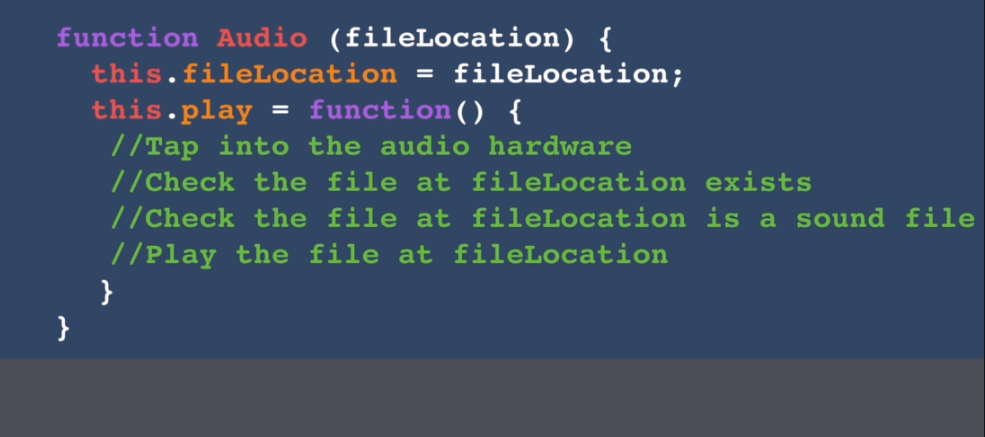 function Audio (fileLocation) {
this.fileLocation = fileLocation;
this.play = function() {
//Tap into the audio hardware
//Check the file at fileLocation exists
//Check the file at fileLocation is a sound file
//Play the file at fileLocation
}
}